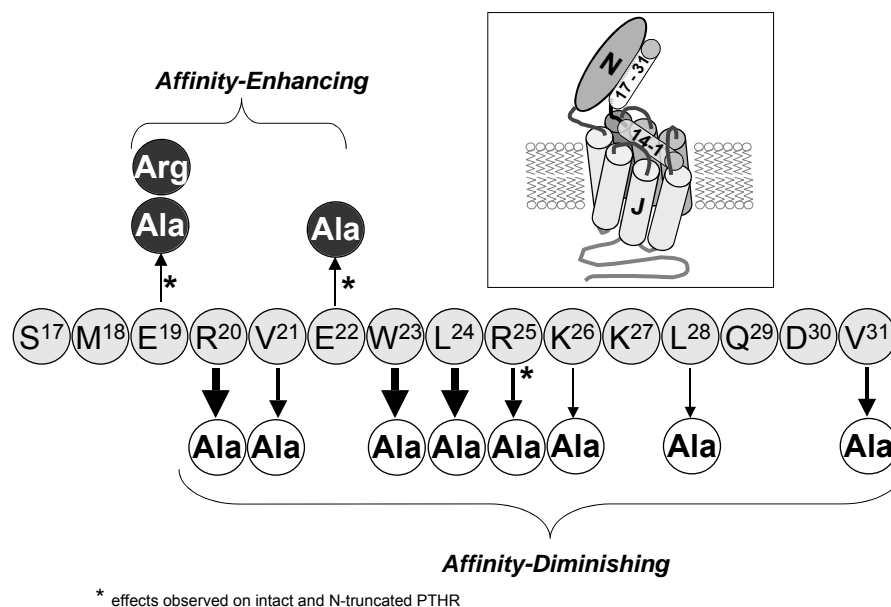 Affinity-Enhancing
N
17 - 31
14-1
J
Arg
Ala Ala
* *
S17 M18 E19 R20 V21 E22 W23 L24 R25 K26 K27 L28 Q29 D30 V31
*
Ala Ala Ala Ala Ala Ala Ala Ala
Affinity-Diminishing
* effects observed on intact and N-truncated PTHR